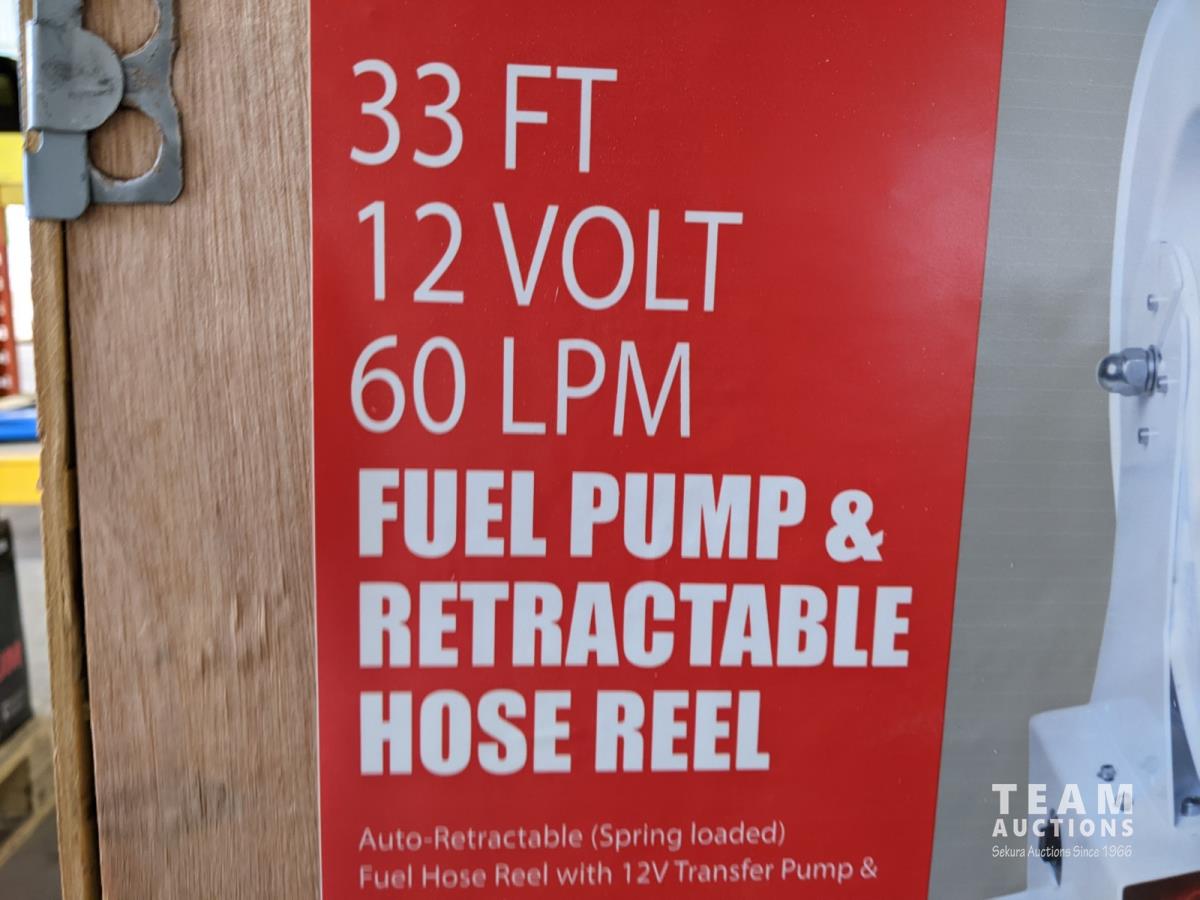 33 FT
12 VOLT
60 LPM
FUEL PUMP &
RETRACTABLE
HOSE REEL
Auto-Retractable (Spring loaded)
Fuel Hose Reel with 12V Transfer Pump &
TEAM
AUCTIONS
Sekura Auctions Since 1966